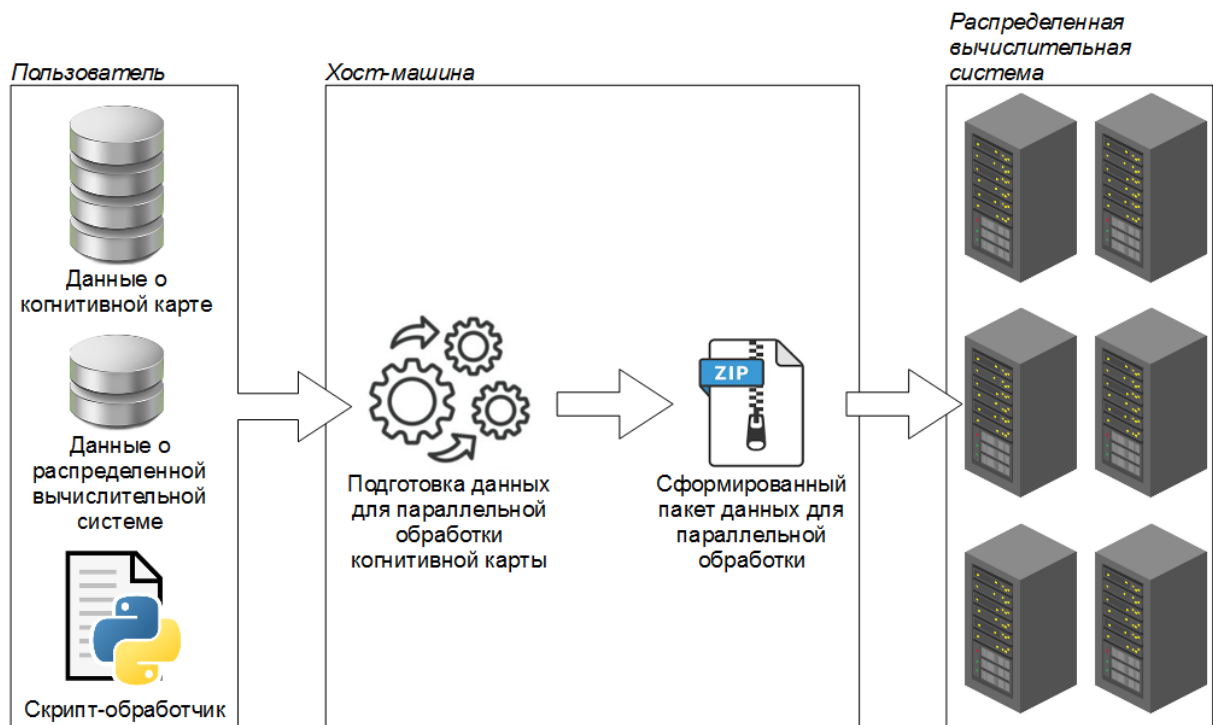 Пользователь
Данные о
когнитивной карте
Данные о
распределенной
вычислительной
системе
Скрипт-обработчик
Хост-машина
Подготовка данных
для параллельной
обработки
когнитивной карты
ZIP
Сформированный
пакет данных для
параллельной
обработки
Распределенная
вычислительная
система